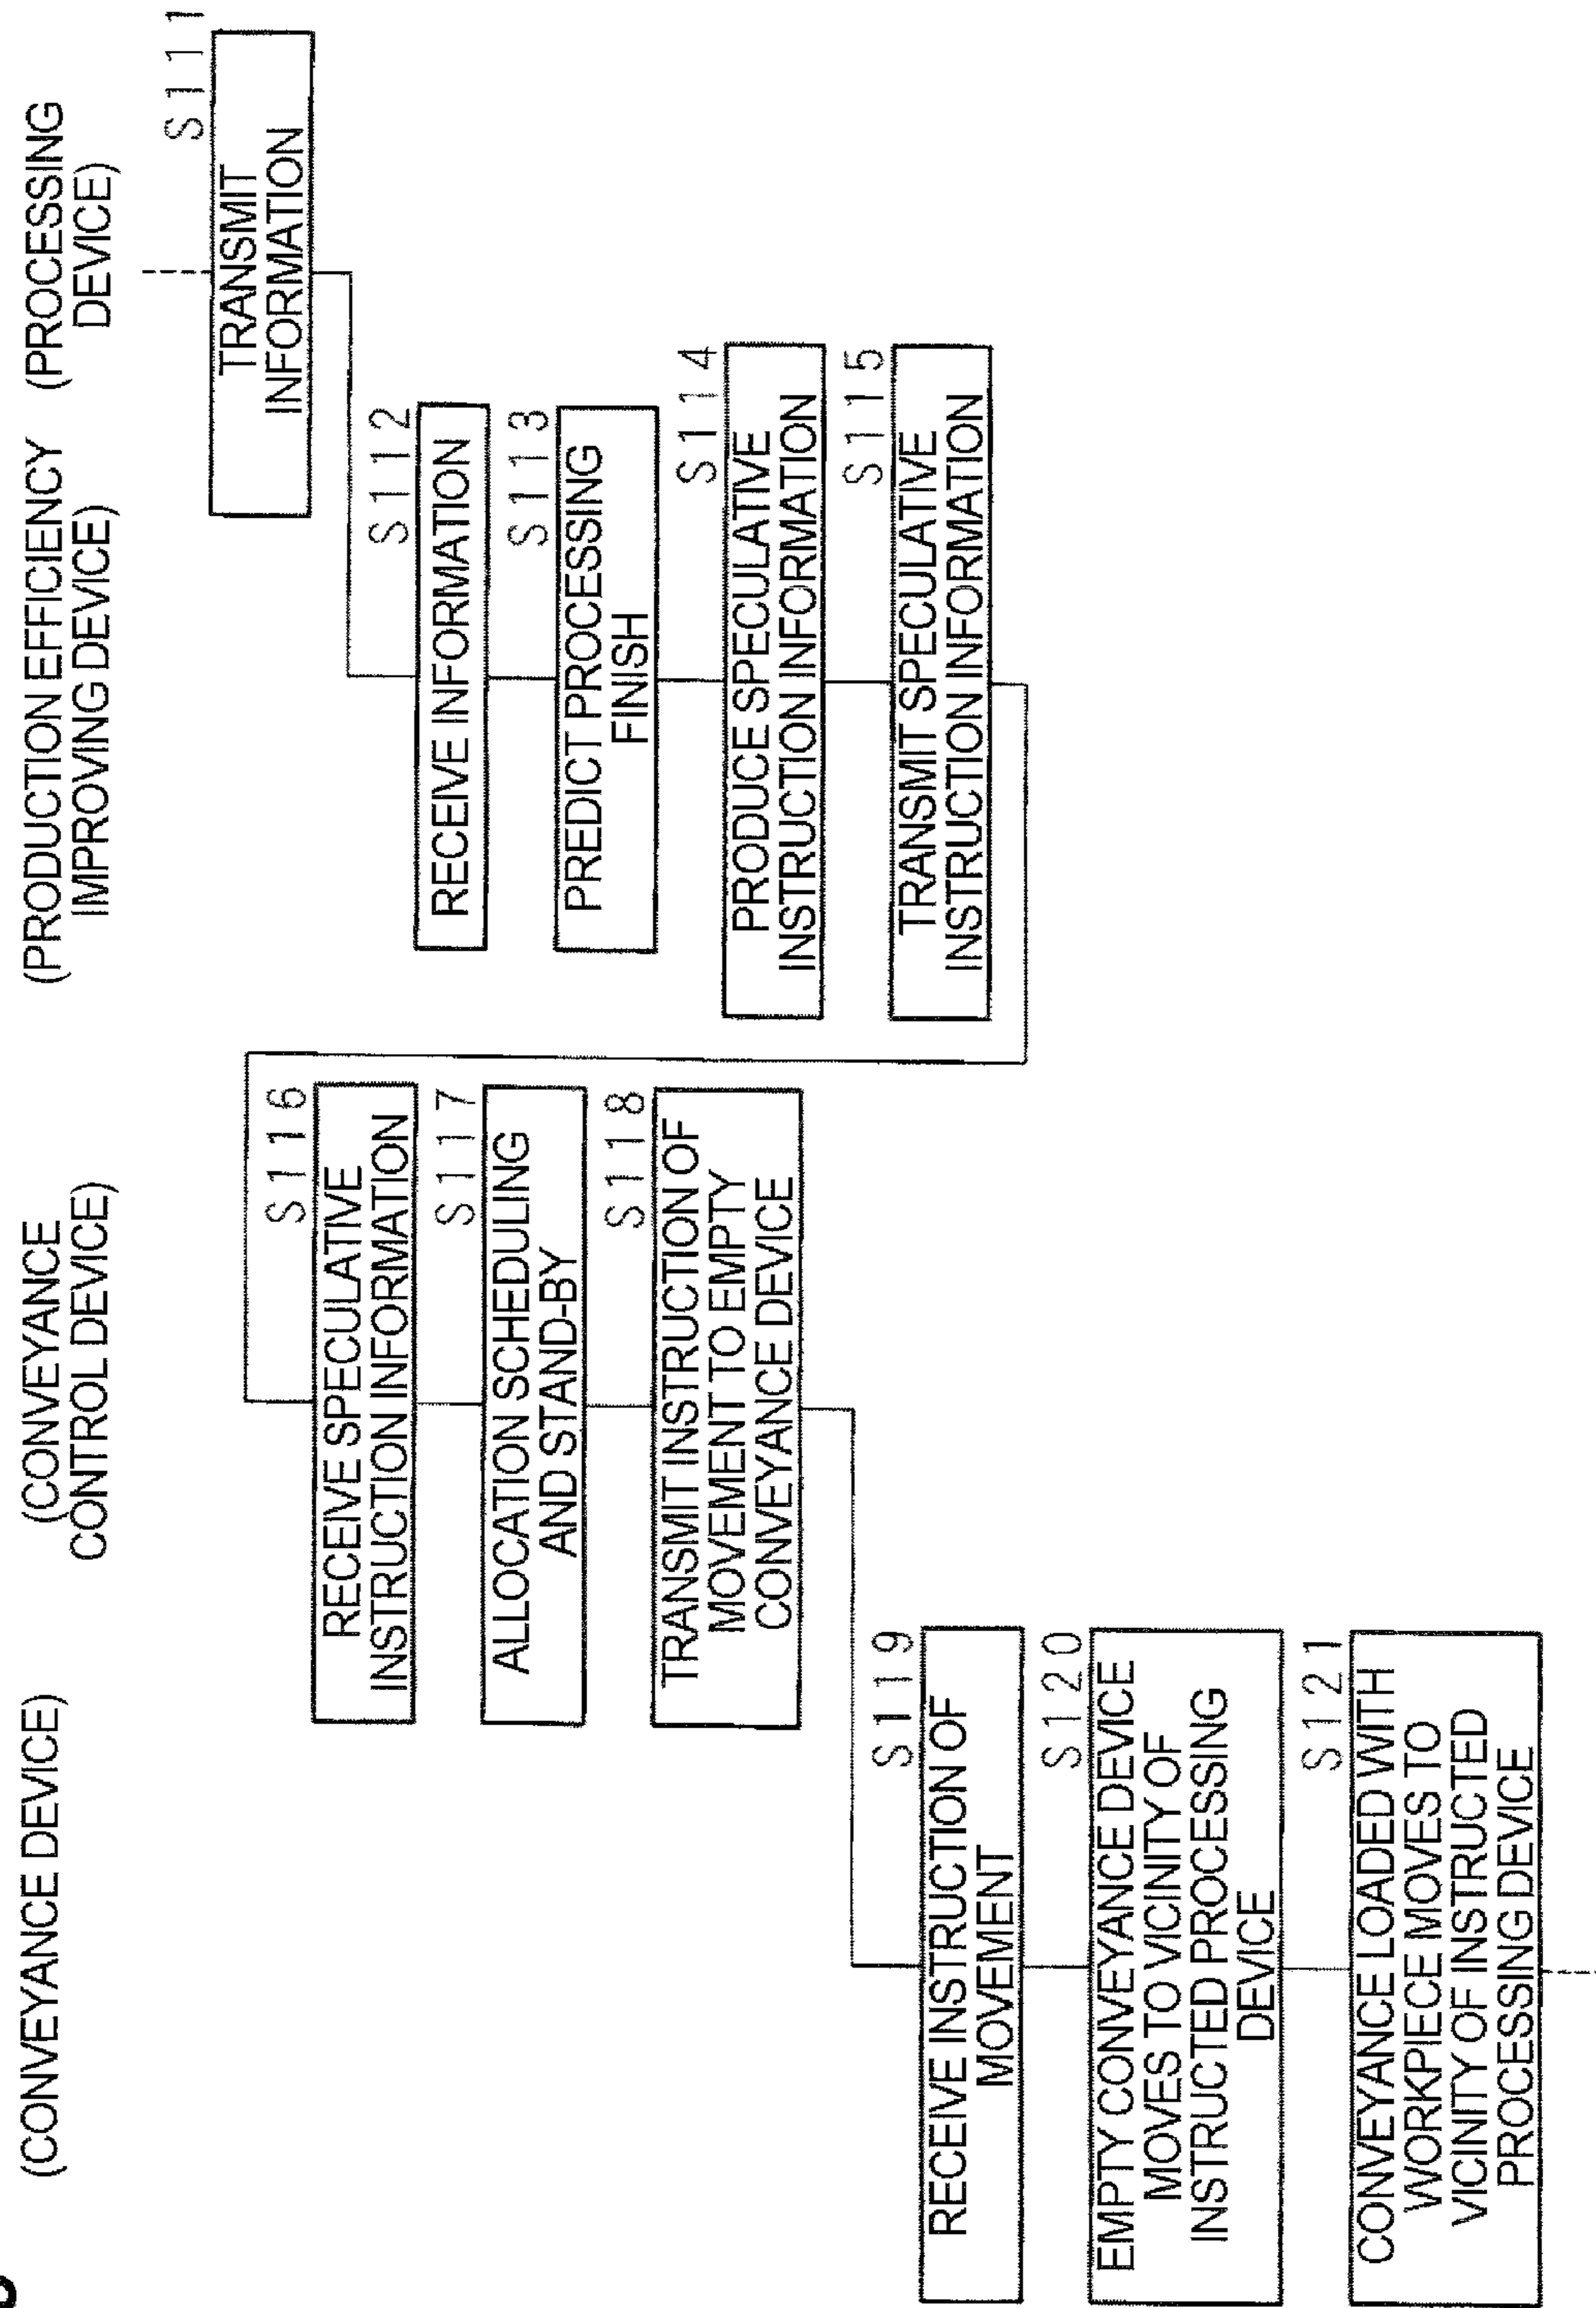 (CONVEYANCE DEVICE)
(CONVEYANCE
CONTROL DEVICE)
(PRODUCTION EFFICIENCY
IMPROVING DEVICE)
(PROCESSING
DEVICE)
S111
TRANSMIT
INFORMATION
S112
RECEIVE INFORMATION
S113
PREDICT PROCESSING
FINISH
S114
PRODUCE SPECULATIVE
INSTRUCTION INFORMATION
S115
TRANSMIT SPECULATIVE
INSTRUCTION INFORMATION
S116
RECEIVE SPECULATIVE
INSTRUCTION INFORMATION
S117
ALLOCATION SCHEDULING
AND STAND-BY
S118
TRANSMIT INSTRUCTION OF
MOVEMENT TO EMPTY
CONVEYANCE DEVICE
S119
RECEIVE INSTRUCTION OF
MOVEMENT
S120
EMPTY CONVEYANCE DEVICE
MOVES TO VICINITY OF
INSTRUCTED PROCESSING
DEVICE
S121
CONVEYANCE LOADED WITH
WORKPIECE MOVES TO
VICINITY OF INSTRUCTED
PROCESSING DEVICE